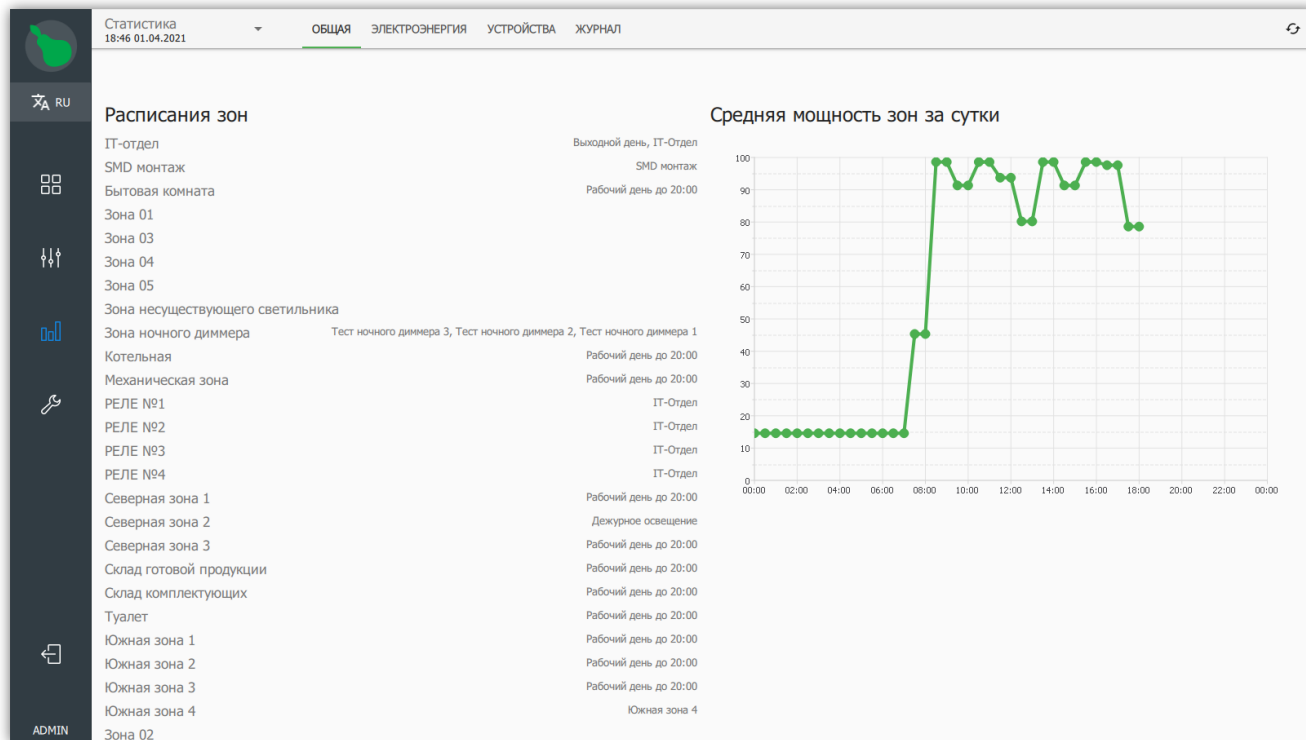 Статистика
18:46 01.04.2021
ОБЩАЯ ЭЛЕКТРОЭНЕРГИЯ УСТРОЙСТВА ЖУРНАЛ
RU
ADMIN
Расписания зон
IT-отдел Выходной день, IT-Отдел
SMD монтаж SMD монтаж
Бытовая комната Рабочий день до 20:00
Зона 01
Зона 03
Зона 04
Зона 05
Зона несуществующего светильника
Зона ночного диммера Тест ночного диммера 3, Тест ночного диммера 2, Тест ночного диммера 1
Котельная Рабочий день до 20:00
Механическая зона Рабочий день до 20:00
РЕЛЕ №1 IT-Отдел
РЕЛЕ №2 IT-Отдел
РЕЛЕ №3 IT-Отдел
РЕЛЕ №4 IT-Отдел
Северная зона 1 Рабочий день до 20:00
Северная зона 2 Дежурное освещение
Северная зона 3 Рабочий день до 20:00
Склад готовой продукции Рабочий день до 20:00
Склад комплектующих Рабочий день до 20:00
Туалет Рабочий день до 20:00
Южная зона 1 Рабочий день до 20:00
Южная зона 2 Рабочий день до 20:00
Южная зона 3 Рабочий день до 20:00
Южная зона 4 Южная зона 4
Зона 02
Средняя мощность зон за сутки
100
90
80
70
60
50
40
30
20
10
0
00:00 02:00 04:00 06:00 08:00 10:00 12:00 14:00 16:00 18:00 20:00 22:00 00:00